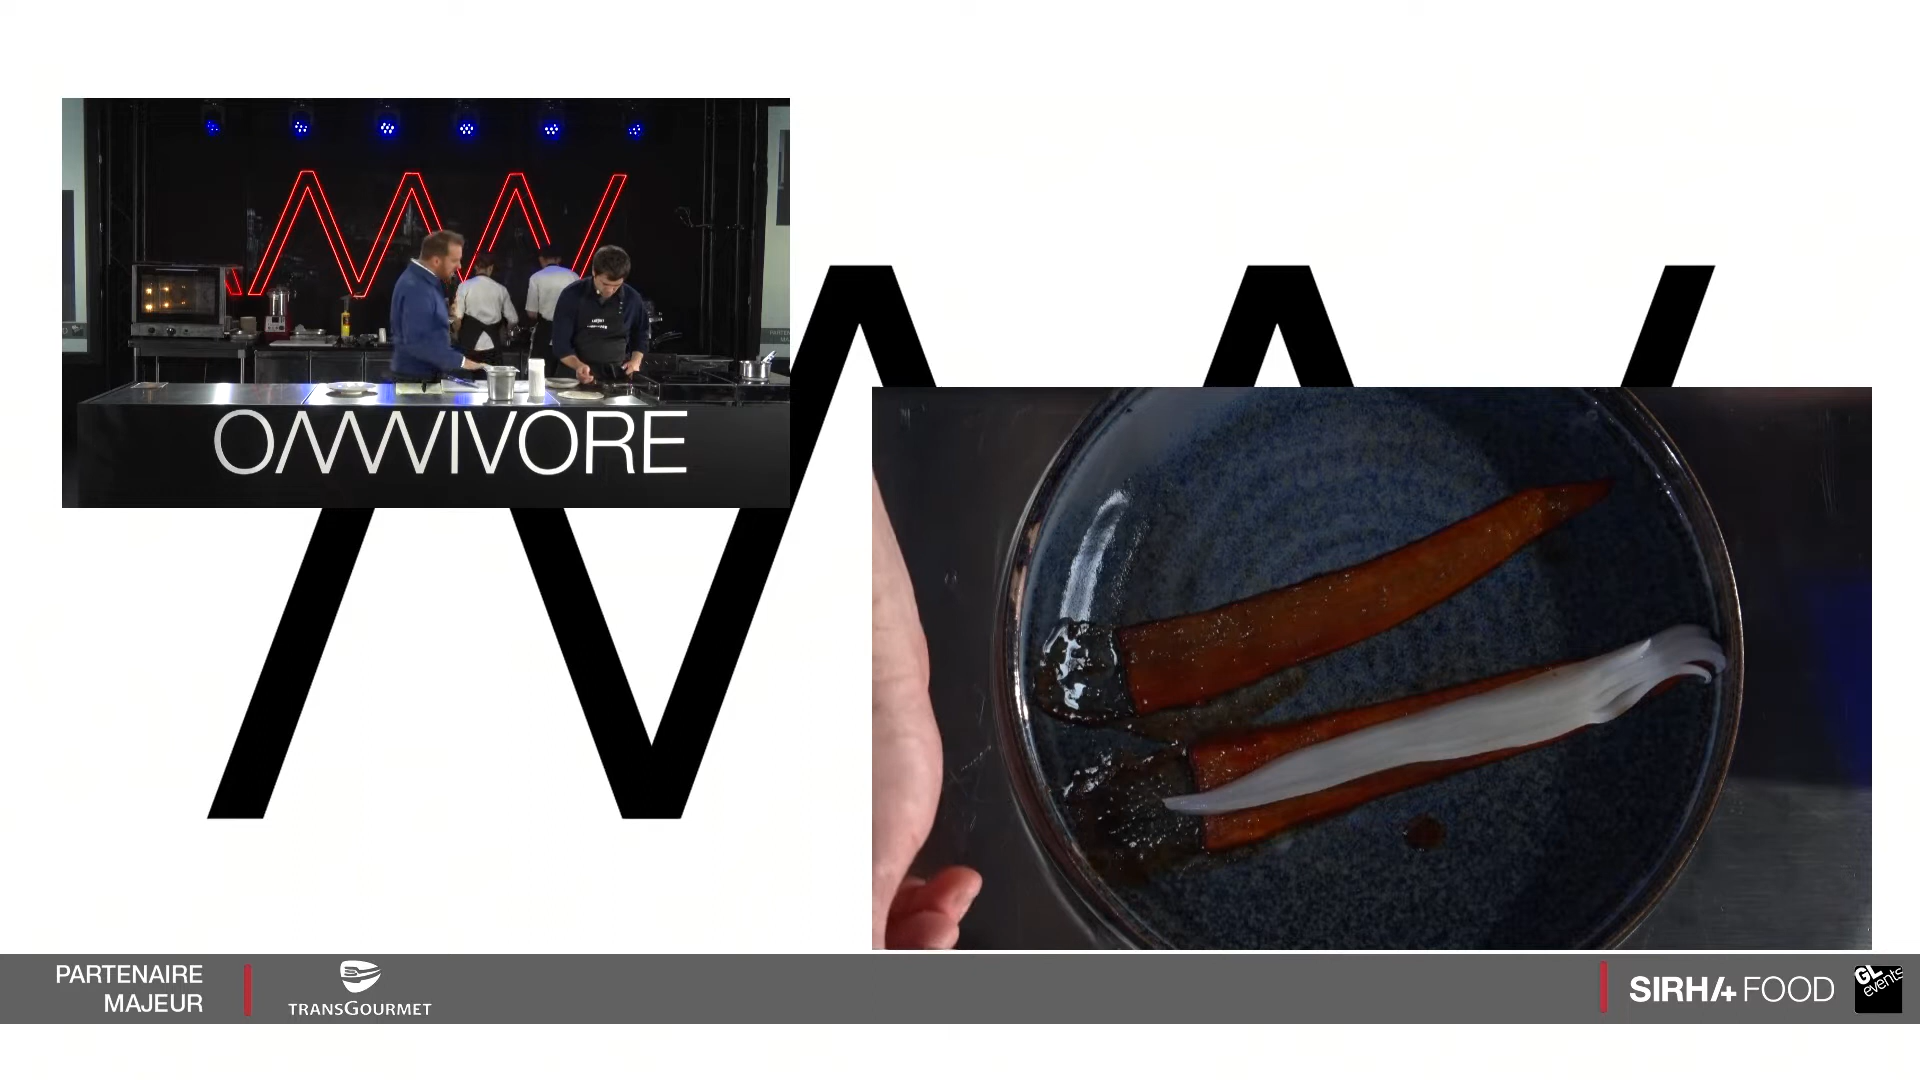 OMNIVORE
PARTENAIRE
MAJEUR
TRANSGOURMET
SIRHA FOOD
GL
events